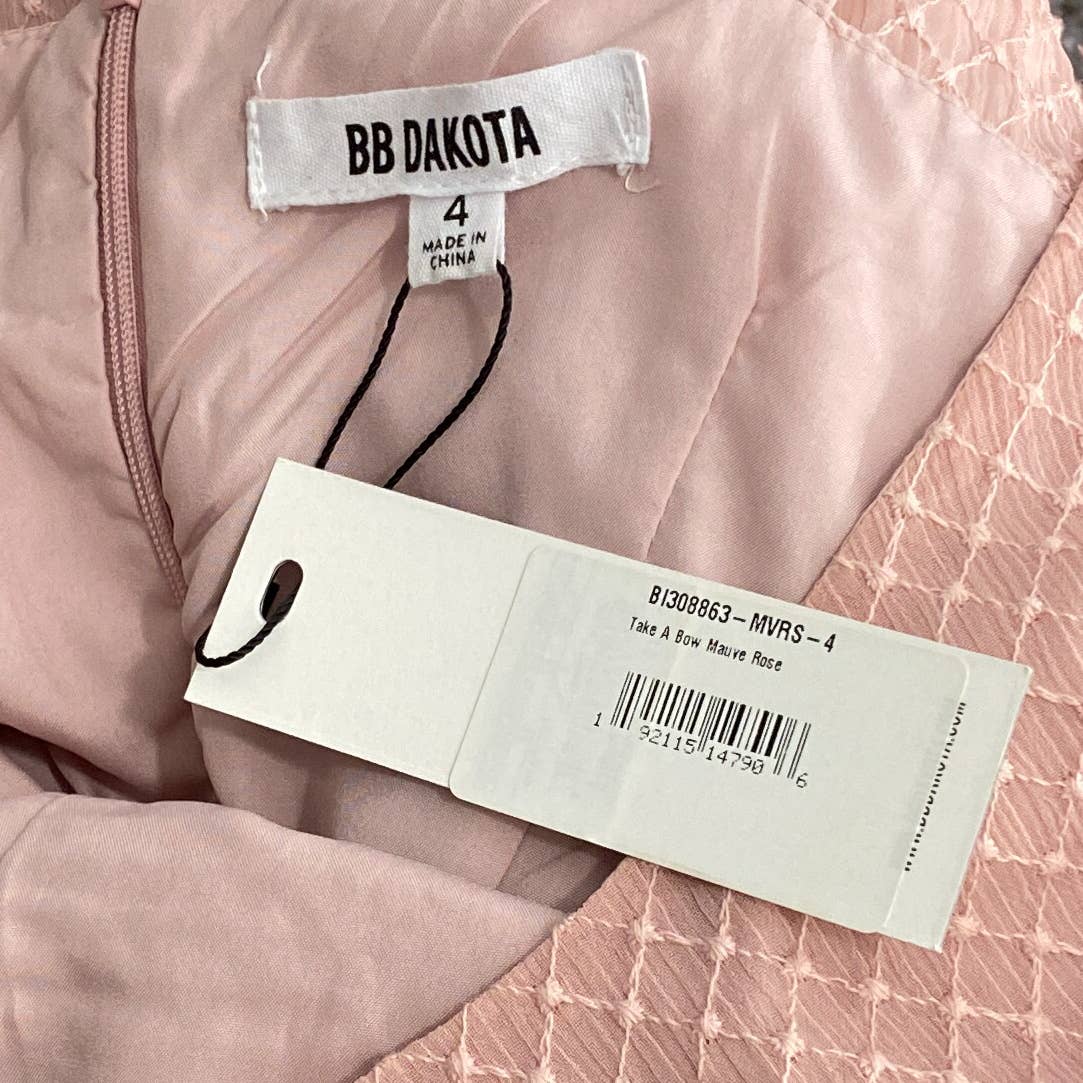 BB DAKOTA
4
MADE IN
CHINA
BI308863-MVRS-4
Take A Bow Mauve Rose
1 92115 14790 6